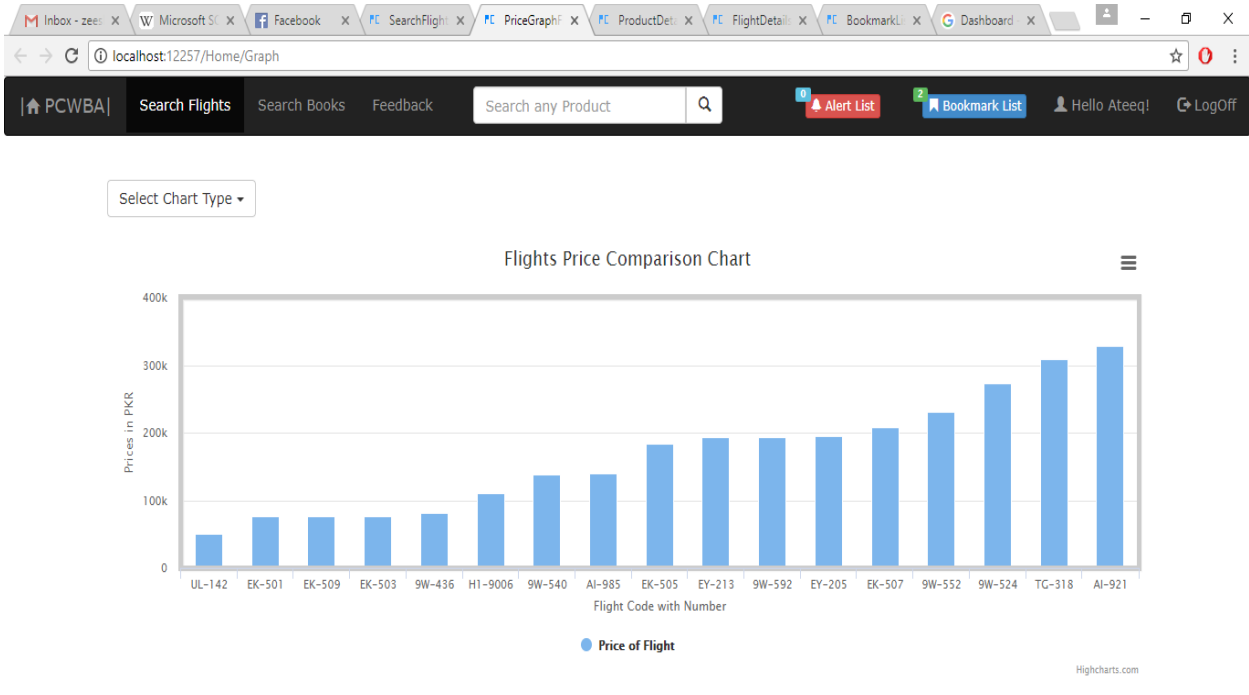 Inbox - zees
Microsoft SC
Facebook
SearchFlight
PriceGraphF
ProductDeta
FlightDetails
BookmarkLi
Dashboard -
localhost:12257/Home/Graph
|PCWBA|
Search Flights
Search Books
Feedback
Search any Product
0
Alert List
2
Bookmark List
Hello Ateeq!
LogOff
Select Chart Type
Flights Price Comparison Chart
400k
300k
200k
100k
0
Prices in PKR
UL-142 EK-501 EK-509 EK-503 9W-436 H1-9006 9W-540 AI-985 EK-505 EY-213 9W-592 EY-205 EK-507 9W-552 9W-524 TG-318 AI-921
Flight Code with Number
Price of Flight
Highcharts.com